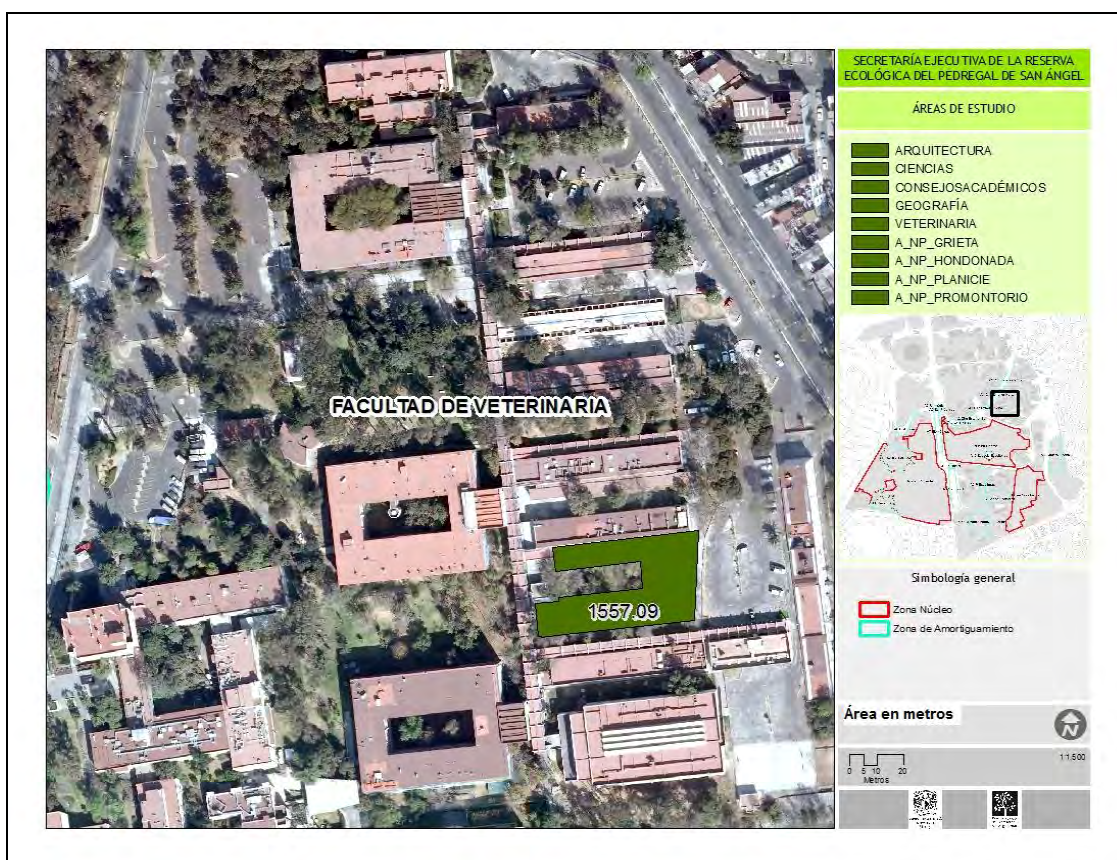 SECRETARÍA EJECUTIVA DE LA RESERVA
ECOLÓGICA DEL PEDREGAL DE SAN ÁNGEL
ÁREAS DE ESTUDIO
ARQUITECTURA
CIENCIAS
CONSEJOSACADÉMICOS
GEOGRAFÍA
VETERINARIA
A_NP_GRIETA
A_NP_HONDONADA
A_NP_PLANICIE
A_NP_PROMONTORIO
FACULTAD DE VETERINARIA
1557.09
Simbología general
Zona Núcleo
Zona de Amortiguamiento
Área en metros
N
0 5 10 20
Metros
1:1,500